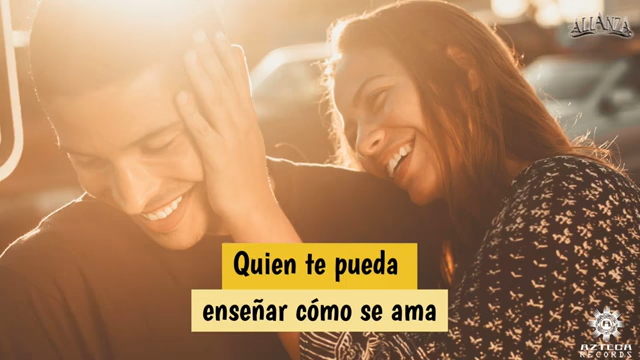 ALIANZA
Quien te pueda
enseñar cómo se ama
AZTECA
RECORDS